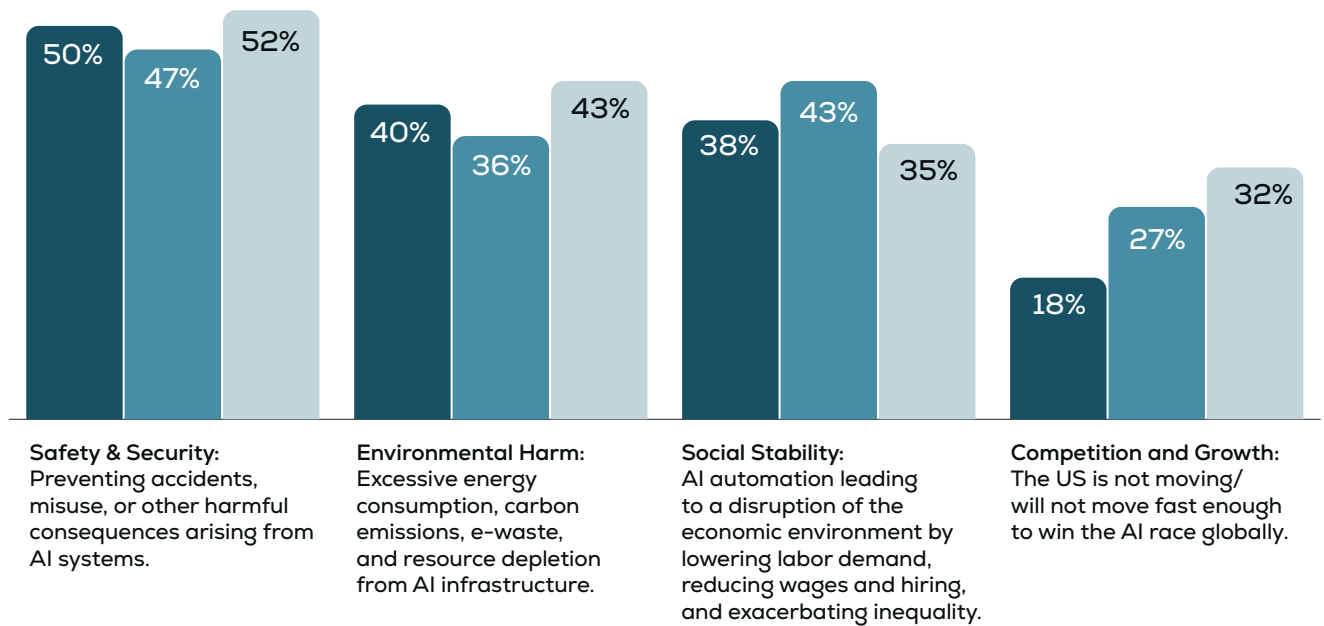 50%
47%
52%
40%
36%
43%
38%
43%
35%
18%
27%
32%
Safety & Security:
Preventing accidents,
misuse, or other harmful
consequences arising from
AI systems.
Environmental Harm:
Excessive energy
consumption, carbon
emissions, e-waste,
and resource depletion
from AI infrastructure.
Social Stability:
AI automation leading
to a disruption of the
economic environment by
lowering labor demand,
reducing wages and hiring,
and exacerbating inequality.
Competition and Growth:
The US is not moving/
will not move fast enough
to win the AI race globally.